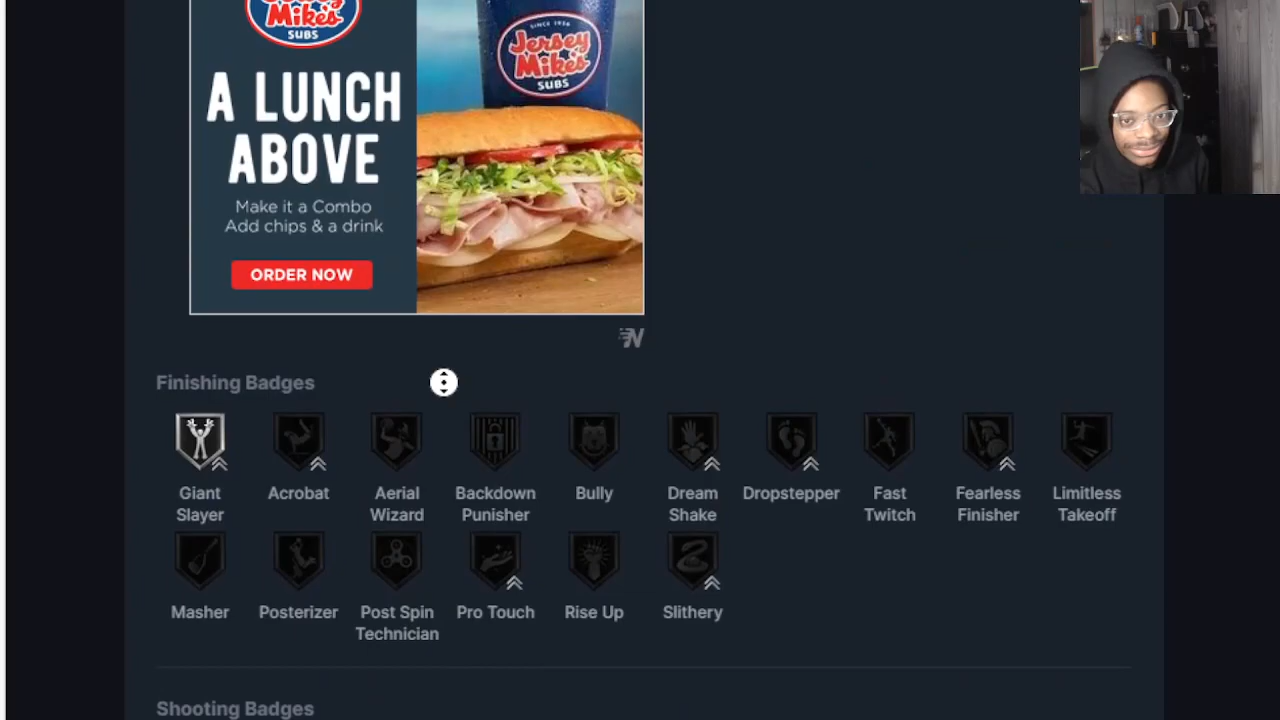 Jersey
Mike's
SUBS
A LUNCH
ABOVE
Make it a Combo
Add chips & a drink
ORDER NOW
SINCE 1956
Jersey
Mike's
SUBS
N
Finishing Badges
Giant
Slayer
Acrobat
Aerial
Wizard
Backdown
Punisher
Bully
Dream
Shake
Dropstepper
Fast
Twitch
Fearless
Finisher
Limitless
Takeoff
Masher
Posterizer
Post Spin
Technician
Pro Touch
Rise Up
Slithery
Shooting Badges